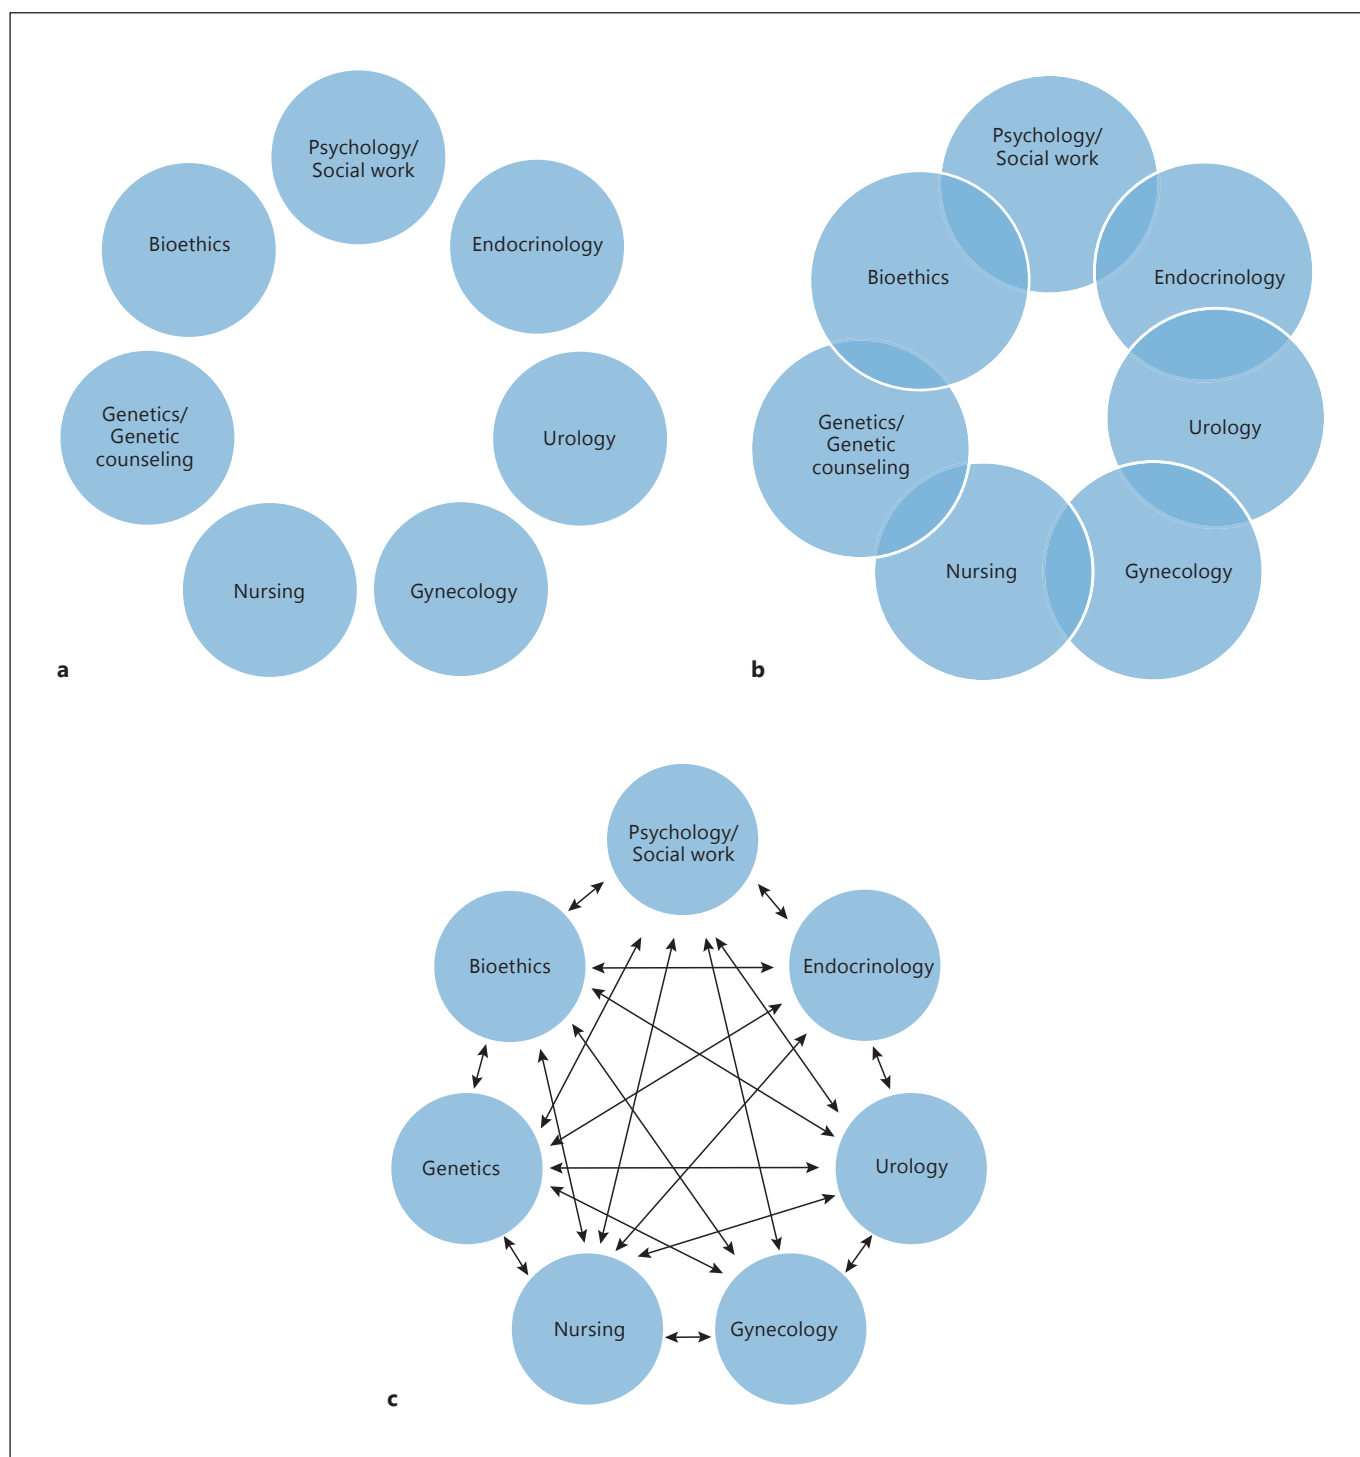 Psychology/
Social work
Bioethics
Endocrinology
Genetics/
Genetic
counseling
Urology
Nursing
Gynecology
a
Psychology/
Social work
Bioethics
Endocrinology
Genetics/
Genetic
counseling
Urology
Nursing
Gynecology
b
Psychology/
Social work
Bioethics
Endocrinology
Genetics
Urology
Nursing
Gynecology
c